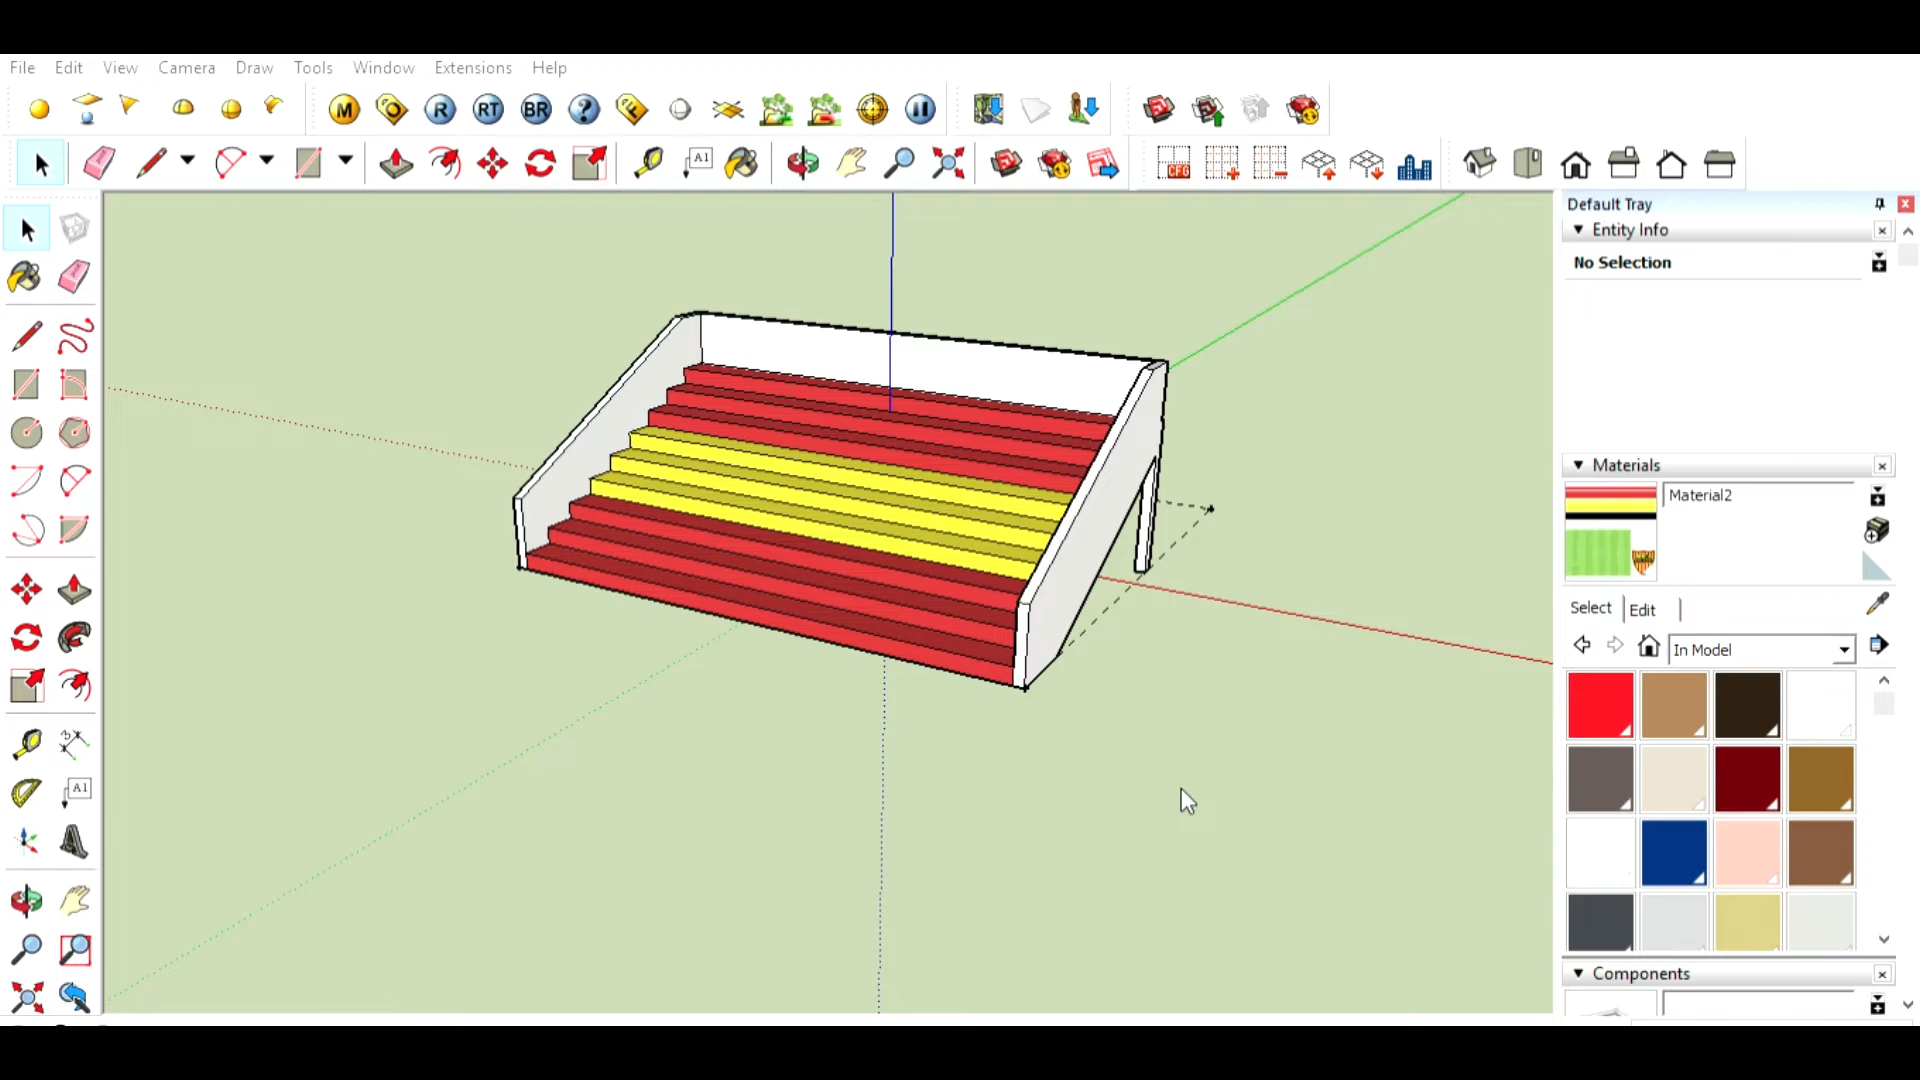 File Edit View Camera Draw Tools Window Extensions Help
M O R RT BR ? F
A1 CFG
Default Tray
Entity Info
No Selection
A1
Materials
Material2
Select Edit
In Model
Components